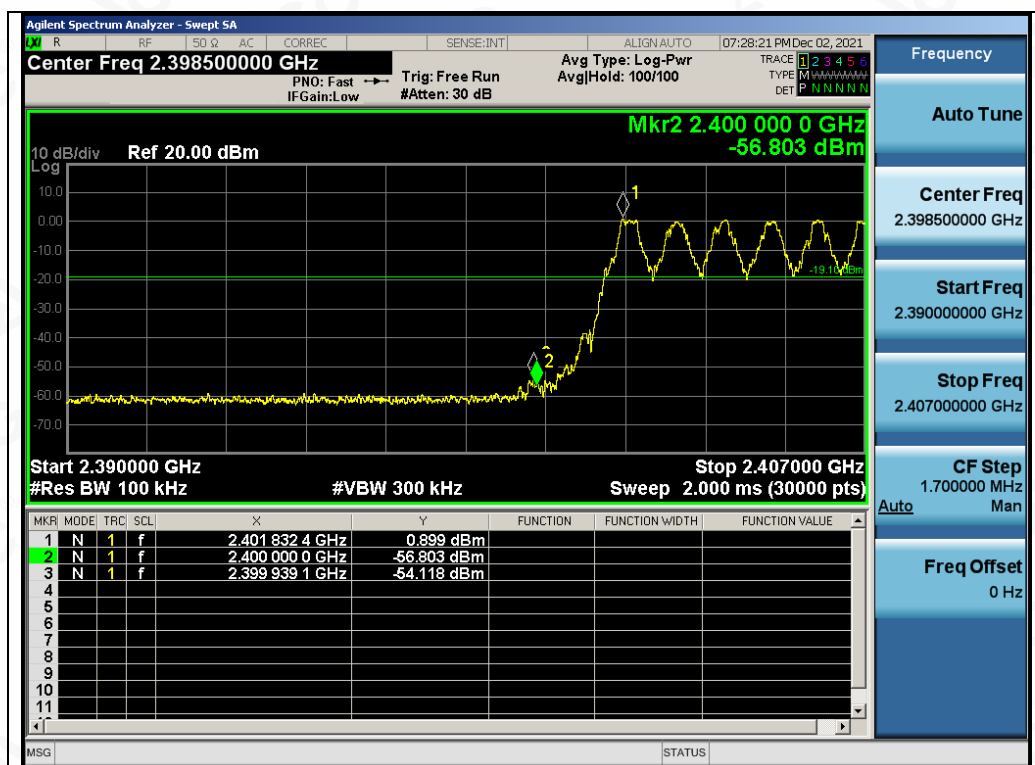 Agilent Spectrum Analyzer - Swept SA
LXI R RF 50 Ω AC CORREC SENSE:INT ALIGN AUTO 07:28:21 PM Dec 02, 2021
Center Freq 2.398500000 GHz
PNO: Fast
IFGain:Low
Trig: Free Run
#Atten: 30 dB
Avg Type: Log-Pwr
Avg|Hold: 100/100
TRACE 1 2 3 4 5 6
TYPE M
DET P N N N N N
Mkr2 2.400 000 0 GHz
-56.803 dBm
10 dB/div Ref 20.00 dBm
Log
10.0
0.00
-10.0
-20.0
-30.0
-40.0
-50.0
-60.0
-70.0
1
2
Start 2.390000 GHz Stop 2.407000 GHz
#Res BW 100 kHz #VBW 300 kHz Sweep 2.000 ms (30000 pts)
MKR MODE TRC SCL X Y FUNCTION FUNCTION WIDTH FUNCTION VALUE
1 N 1 f 2.401 832 4 GHz 0.899 dBm
2 N 1 f 2.400 000 0 GHz -56.803 dBm
3 N 1 f 2.399 939 1 GHz -54.118 dBm
4
5
6
7
8
9
10
11
MSG STATUS
Frequency
Auto Tune
Center Freq
2.398500000 GHz
Start Freq
2.390000000 GHz
Stop Freq
2.407000000 GHz
CF Step
1.700000 MHz
Auto Man
Freq Offset
0 Hz